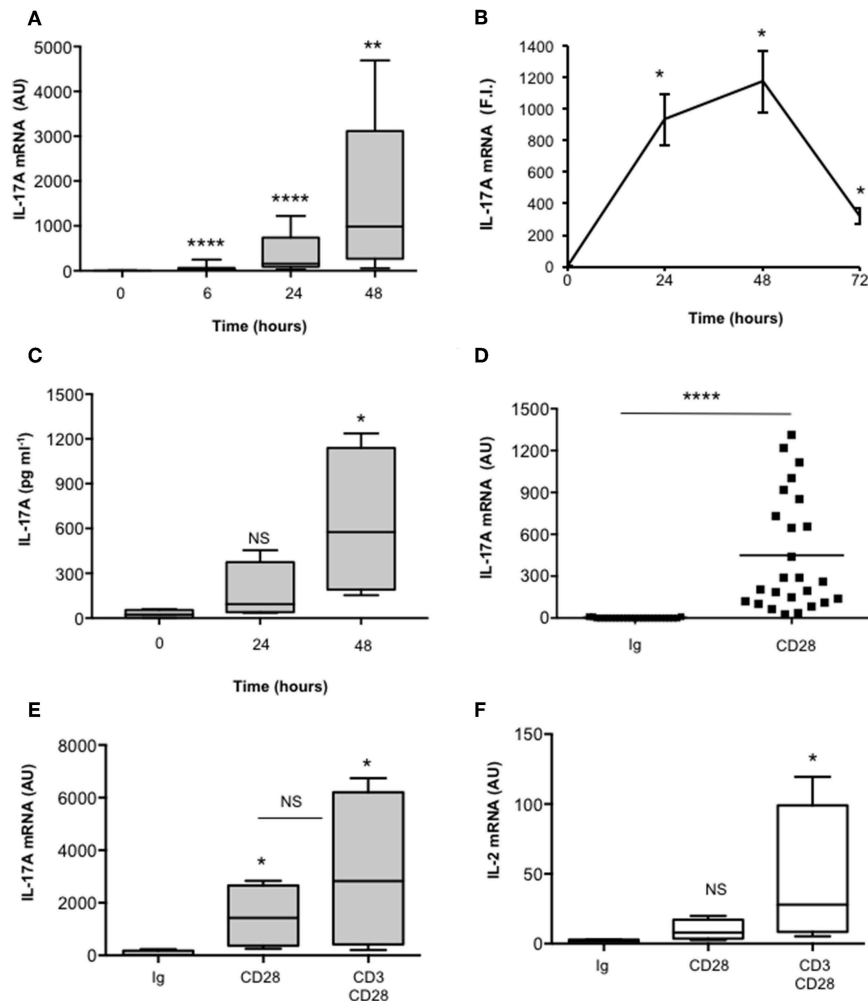 A
IL-17A mRNA (AU)
5000
4000
3000
2000
1000
0
****
****
**
0 6 24 48
Time (hours)
B
IL-17A mRNA (F.I.)
1400
1200
1000
800
600
400
200
0
*
*
*
0 24 48 72
Time (hours)
C
IL-17A (pg ml-1)
1500
1200
900
600
300
0
NS
*
0 24 48
Time (hours)
D
IL-17A mRNA (AU)
1500
1200
900
600
300
0
****
Ig CD28
E
IL-17A mRNA (AU)
8000
6000
4000
2000
0
*
NS
*
Ig CD28 CD3
CD28
F
IL-2 mRNA (AU)
150
100
50
0
NS
*
Ig CD28 CD3
CD28